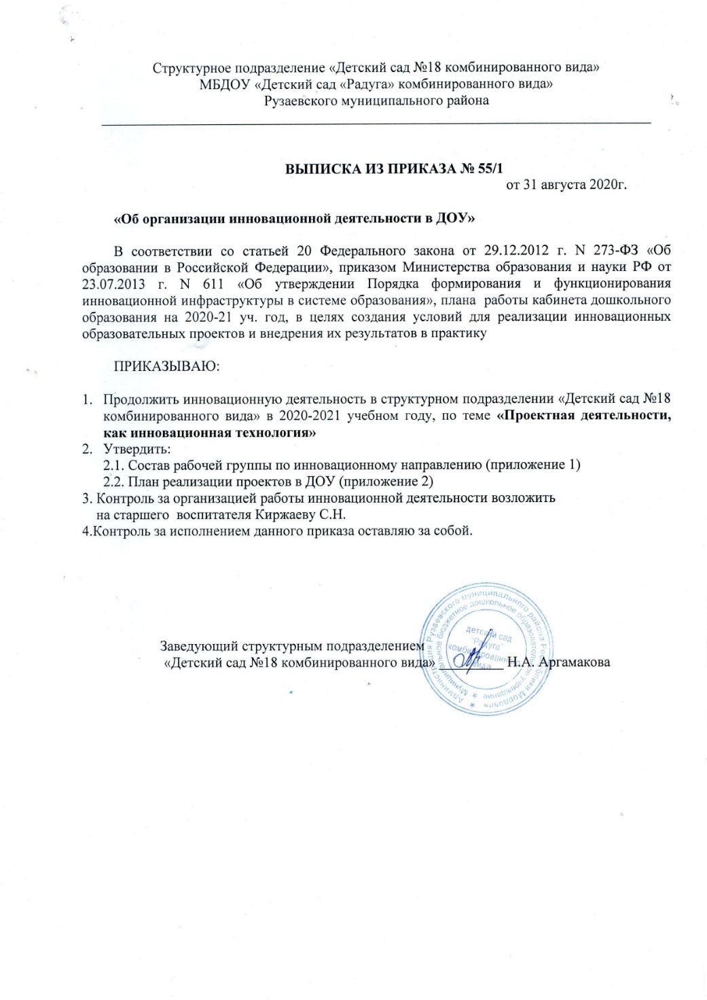 Структурное подразделение «Детский сад №18 комбинированного вида»
МБДОУ «Детский сад «Радуга» комбинированного вида»
Рузаевского муниципального района
ВЫПИСКА ИЗ ПРИКАЗА № 55/1
от 31 августа 2020г.
«Об организации инновационной деятельности в ДОУ»
В соответствии со статьей 20 Федерального закона от 29.12.2012 г. N 273-ФЗ «Об
образовании в Российской Федерации», приказом Министерства образования и науки РФ от
23.07.2013 г. N 611 «Об утверждении Порядка формирования и функционирования
инновационной инфраструктуры в системе образования», плана работы кабинета дошкольного
образования на 2020-21 уч. год, в целях создания условий для реализации инновационных
образовательных проектов и внедрения их результатов в практику
ПРИКАЗЫВАЮ:
1. Продолжить инновационную деятельность в структурном подразделении «Детский сад №18
комбинированного вида» в 2020-2021 учебном году, по теме «Проектная деятельности,
как инновационная технология»
2. Утвердить:
2.1. Состав рабочей группы по инновационному направлению (приложение 1)
2.2. План реализации проектов в ДОУ (приложение 2)
3. Контроль за организацией работы инновационной деятельности возложить
на старшего воспитателя Киржаеву С.Н.
4.Контроль за исполнением данного приказа оставляю за собой.
Заведующий структурным подразделением
«Детский сад №18 комбинированного вида» _________ Н.А. Аргамакова
Администрация Рузаевского муниципального района Республики Мордовия
Муниципальное бюджетное дошкольное образовательное учреждение
детский сад
"Радуга"
комбинированного
вида